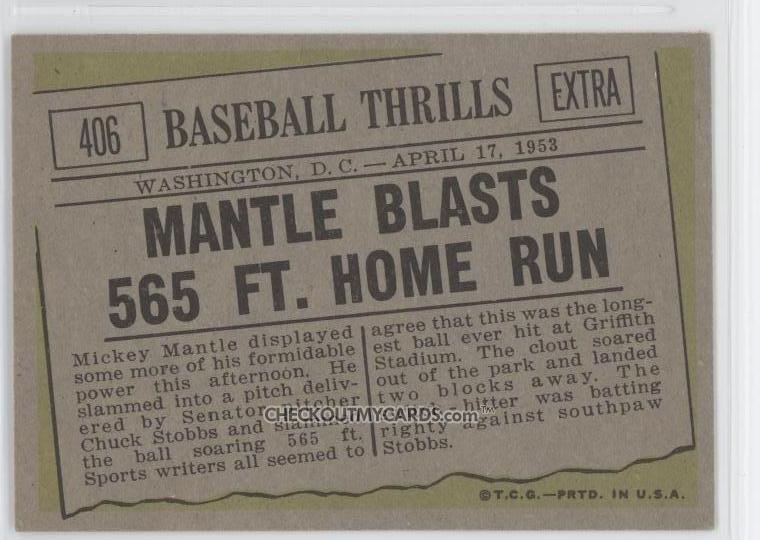 406 BASEBALL THRILLS EXTRA
WASHINGTON, D. C. — APRIL 17, 1953
MANTLE BLASTS
565 FT. HOME RUN
Mickey Mantle displayed
some more of his formidable
power this afternoon. He
slammed into a pitch deliv-
ered by Senator Pitcher
Chuck Stobbs and slammed
the ball soaring 565 ft.
Sports writers all seemed to
agree that this was the long-
est ball ever hit at Griffith
Stadium. The clout soared
out of the park and landed
two blocks away. The
hitter was batting
righty against southpaw
Stobbs.
CHECKOUTMYCARDS.com™
©T.C.G.—PRTD. IN U.S.A.